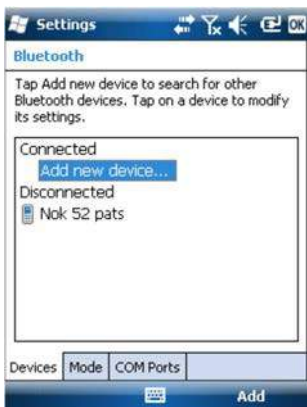 Settings
OK
Bluetooth
Tap Add new device to search for other
Bluetooth devices. Tap on a device to modify
its settings.
Connected
Add new device...
Disconnected
Nok 52 pats
Devices Mode COM Ports
Add